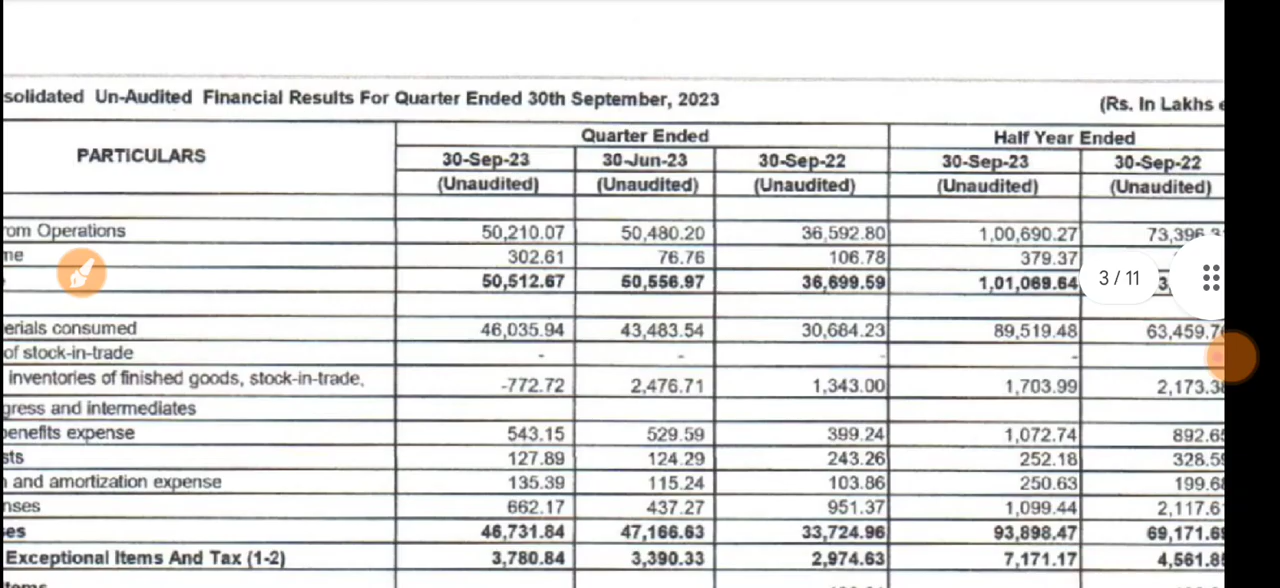 solidated Un-Audited Financial Results For Quarter Ended 30th September, 2023 (Rs. In Lakhs e
PARTICULARS Quarter Ended Half Year Ended
30-Sep-23 30-Jun-23 30-Sep-22 30-Sep-23 30-Sep-22
(Unaudited) (Unaudited) (Unaudited) (Unaudited) (Unaudited)
rom Operations 50,210.07 50,480.20 36,592.80 1,00,690.27 73,396
me 302.61 76.76 106.78 379.37
50,512.67 50,556.97 36,699.59 1,01,069.64 3/11
erials consumed 46,035.94 43,483.54 30,684.23 89,519.48 63,459.7
of stock-in-trade - - - -
inventories of finished goods, stock-in-trade, -772.72 2,476.71 1,343.00 1,703.99 2,173.3
gress and intermediates
benefits expense 543.15 529.59 399.24 1,072.74 892.6
sts 127.89 124.29 243.26 252.18 328.5
and amortization expense 135.39 115.24 103.86 250.63 199.6
nses 662.17 437.27 951.37 1,099.44 2,117.6
es 46,731.84 47,166.63 33,724.96 93,898.47 69,171.6
Exceptional Items And Tax (1-2) 3,780.84 3,390.33 2,974.63 7,171.17 4,561.8